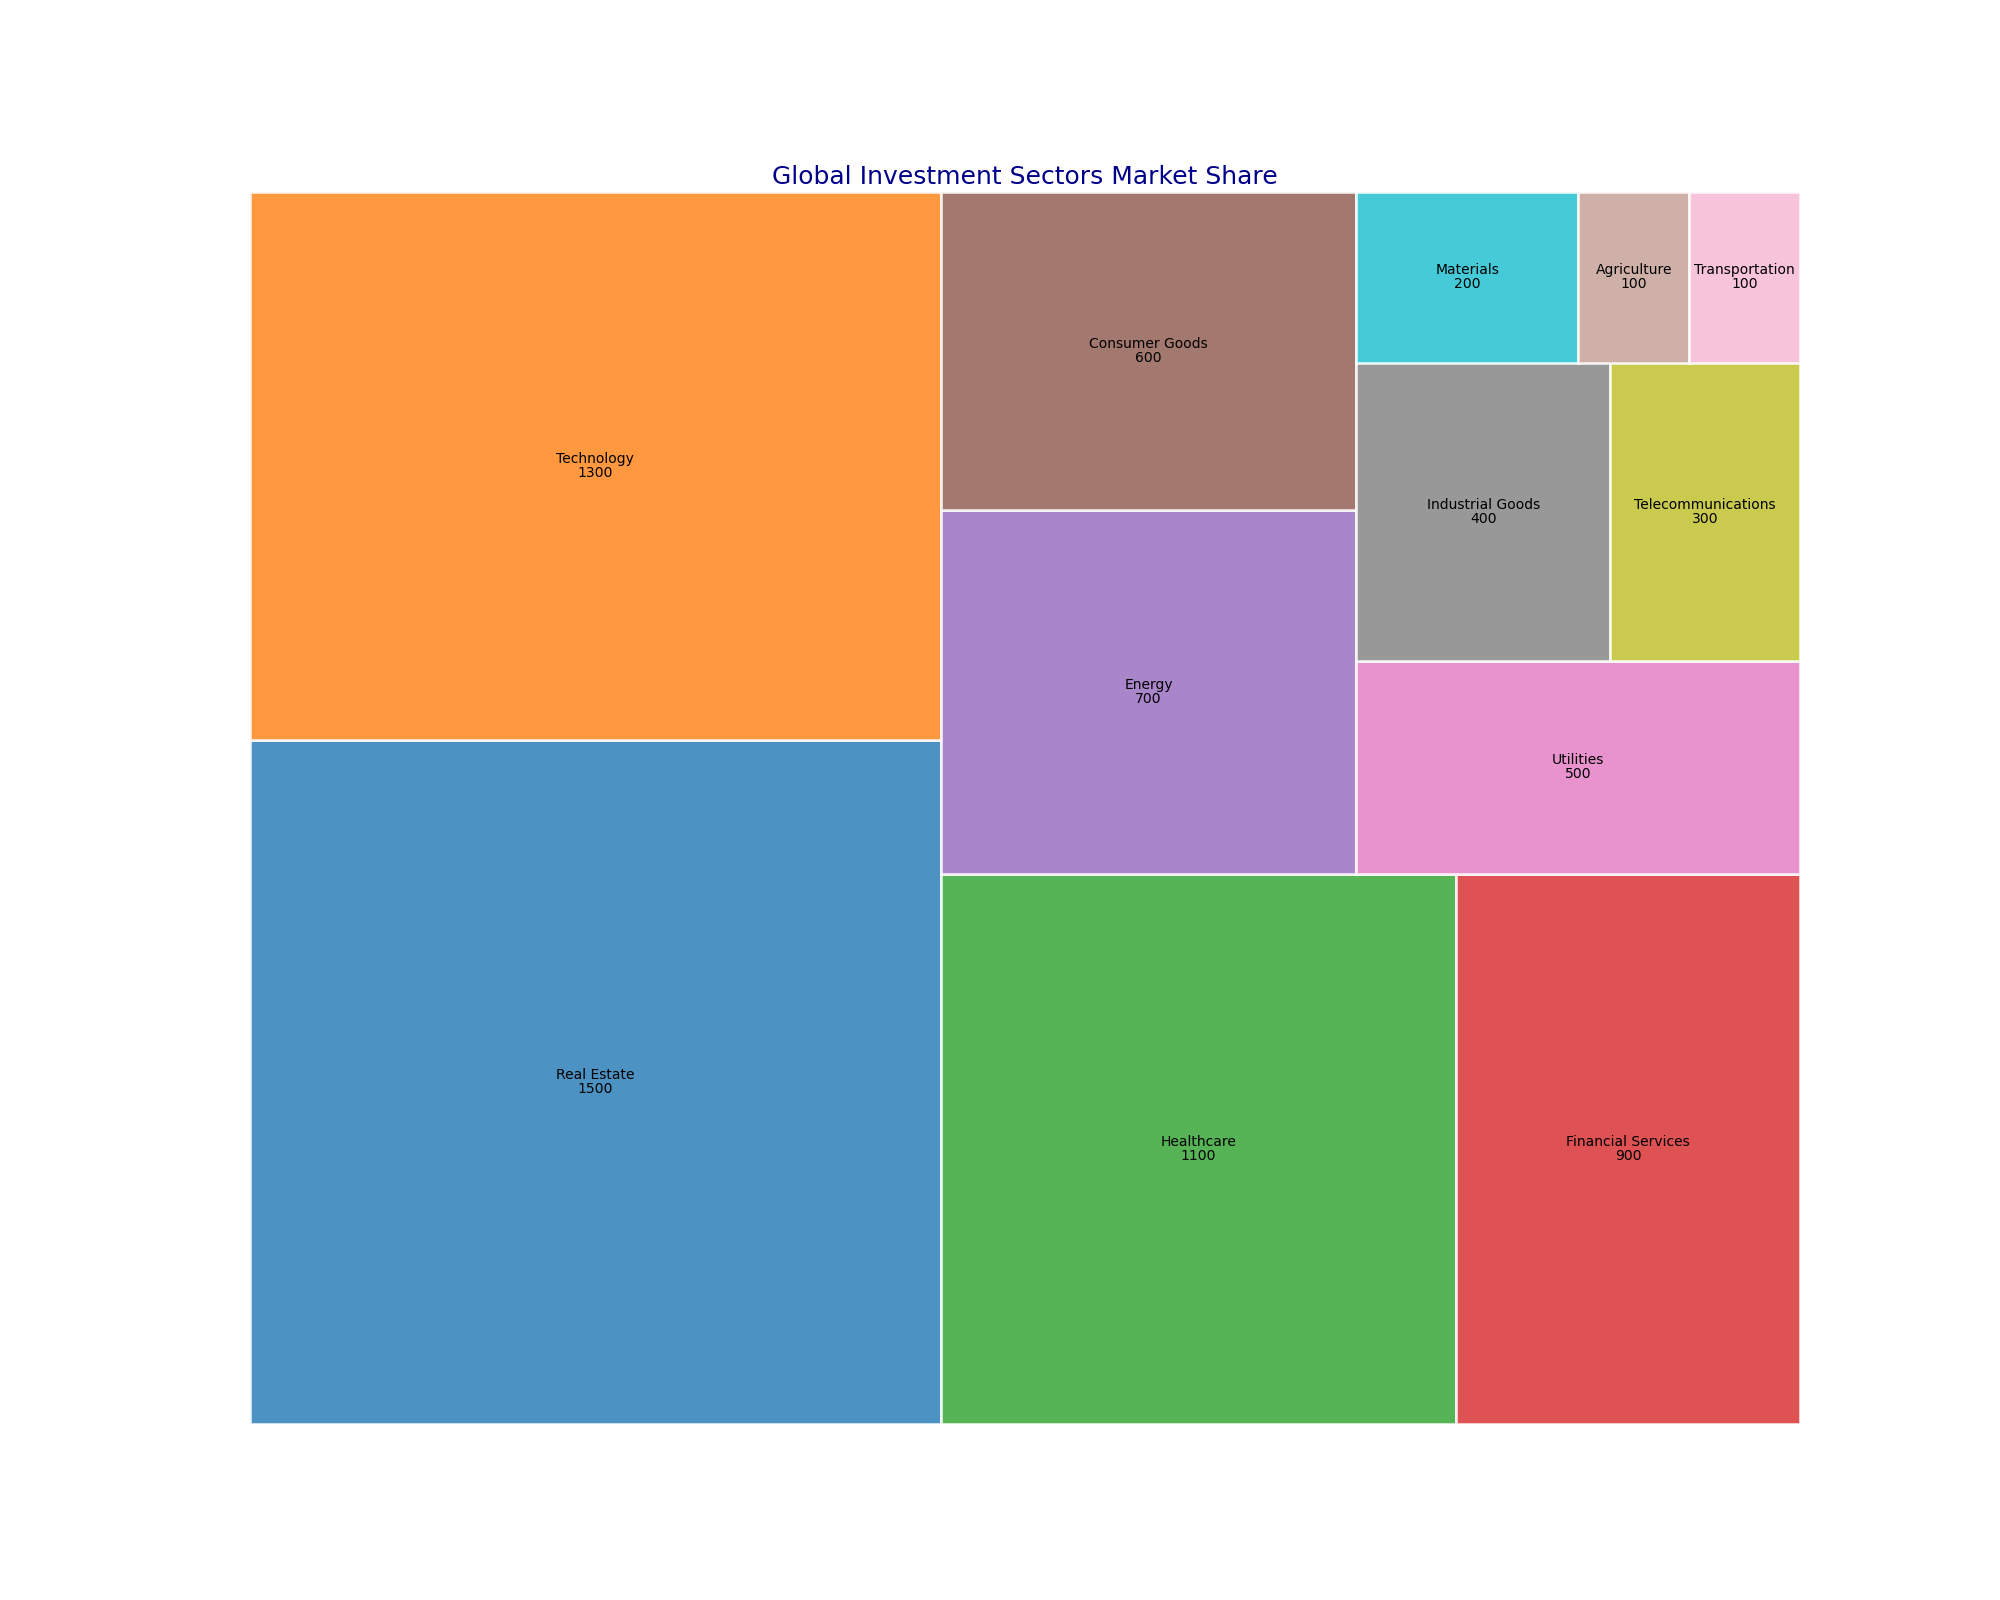 Global Investment Sectors Market Share
Technology
1300
Consumer Goods
600
Materials
200
Agriculture
100
Transportation
100
Industrial Goods
400
Telecommunications
300
Energy
700
Utilities
500
Real Estate
1500
Healthcare
1100
Financial Services
900